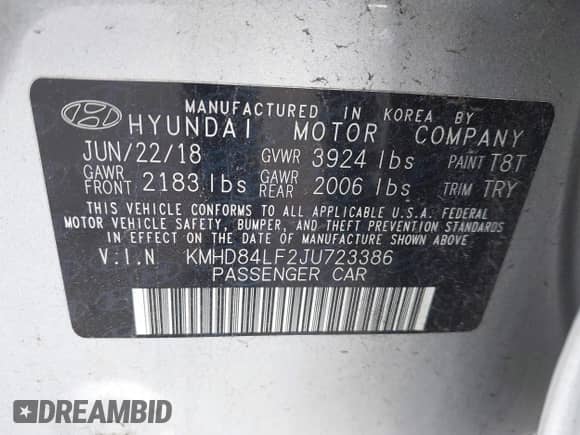 MANUFACTURED IN KOREA BY
HYUNDAI MOTOR COMPANY
JUN/22/18 GVWR 3924 lbs PAINT T8T
GAWR FRONT 2183 lbs GAWR REAR 2006 lbs TRIM TRY
THIS VEHICLE CONFORMS TO ALL APPLICABLE U.S.A. FEDERAL
MOTOR VEHICLE SAFETY, BUMPER, AND THEFT PREVENTION STANDARDS
IN EFFECT ON THE DATE OF MANUFACTURE SHOWN ABOVE
V.I.N KMHD84LF2JU723386
PASSENGER CAR
DREAMBID